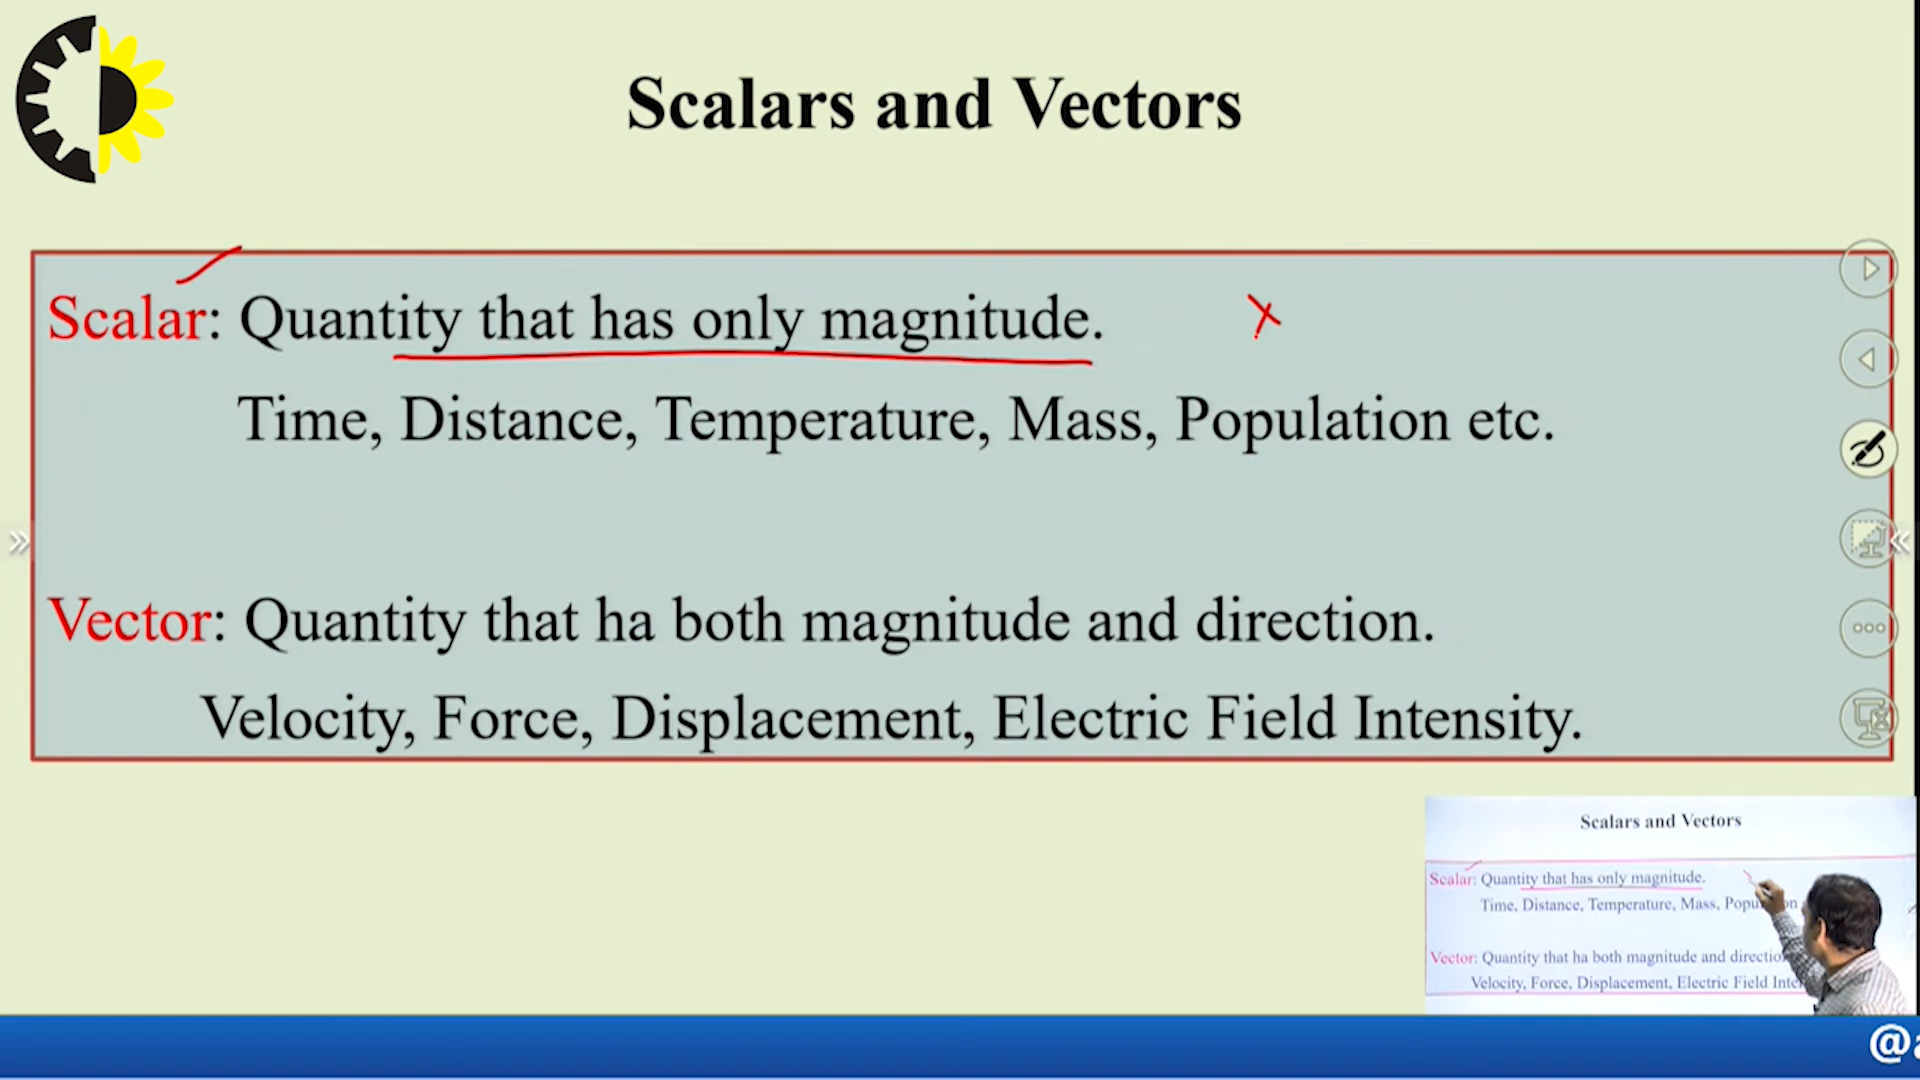 Scalars and Vectors
Scalar: Quantity that has only magnitude.
x
Time, Distance, Temperature, Mass, Population etc.
Vector: Quantity that ha both magnitude and direction.
Velocity, Force, Displacement, Electric Field Intensity.
Scalars and Vectors
Scalar: Quantity that has only magnitude.
Time, Distance, Temperature, Mass,
Vector: Quantity that ha both magnitude and
Velocity, Force, Displacement, Electric Field